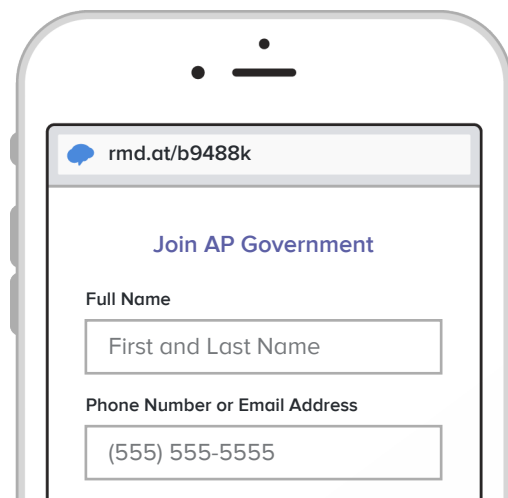 rmd.at/b9488k
Join AP Government
Full Name
First and Last Name
Phone Number or Email Address
(555) 555-5555